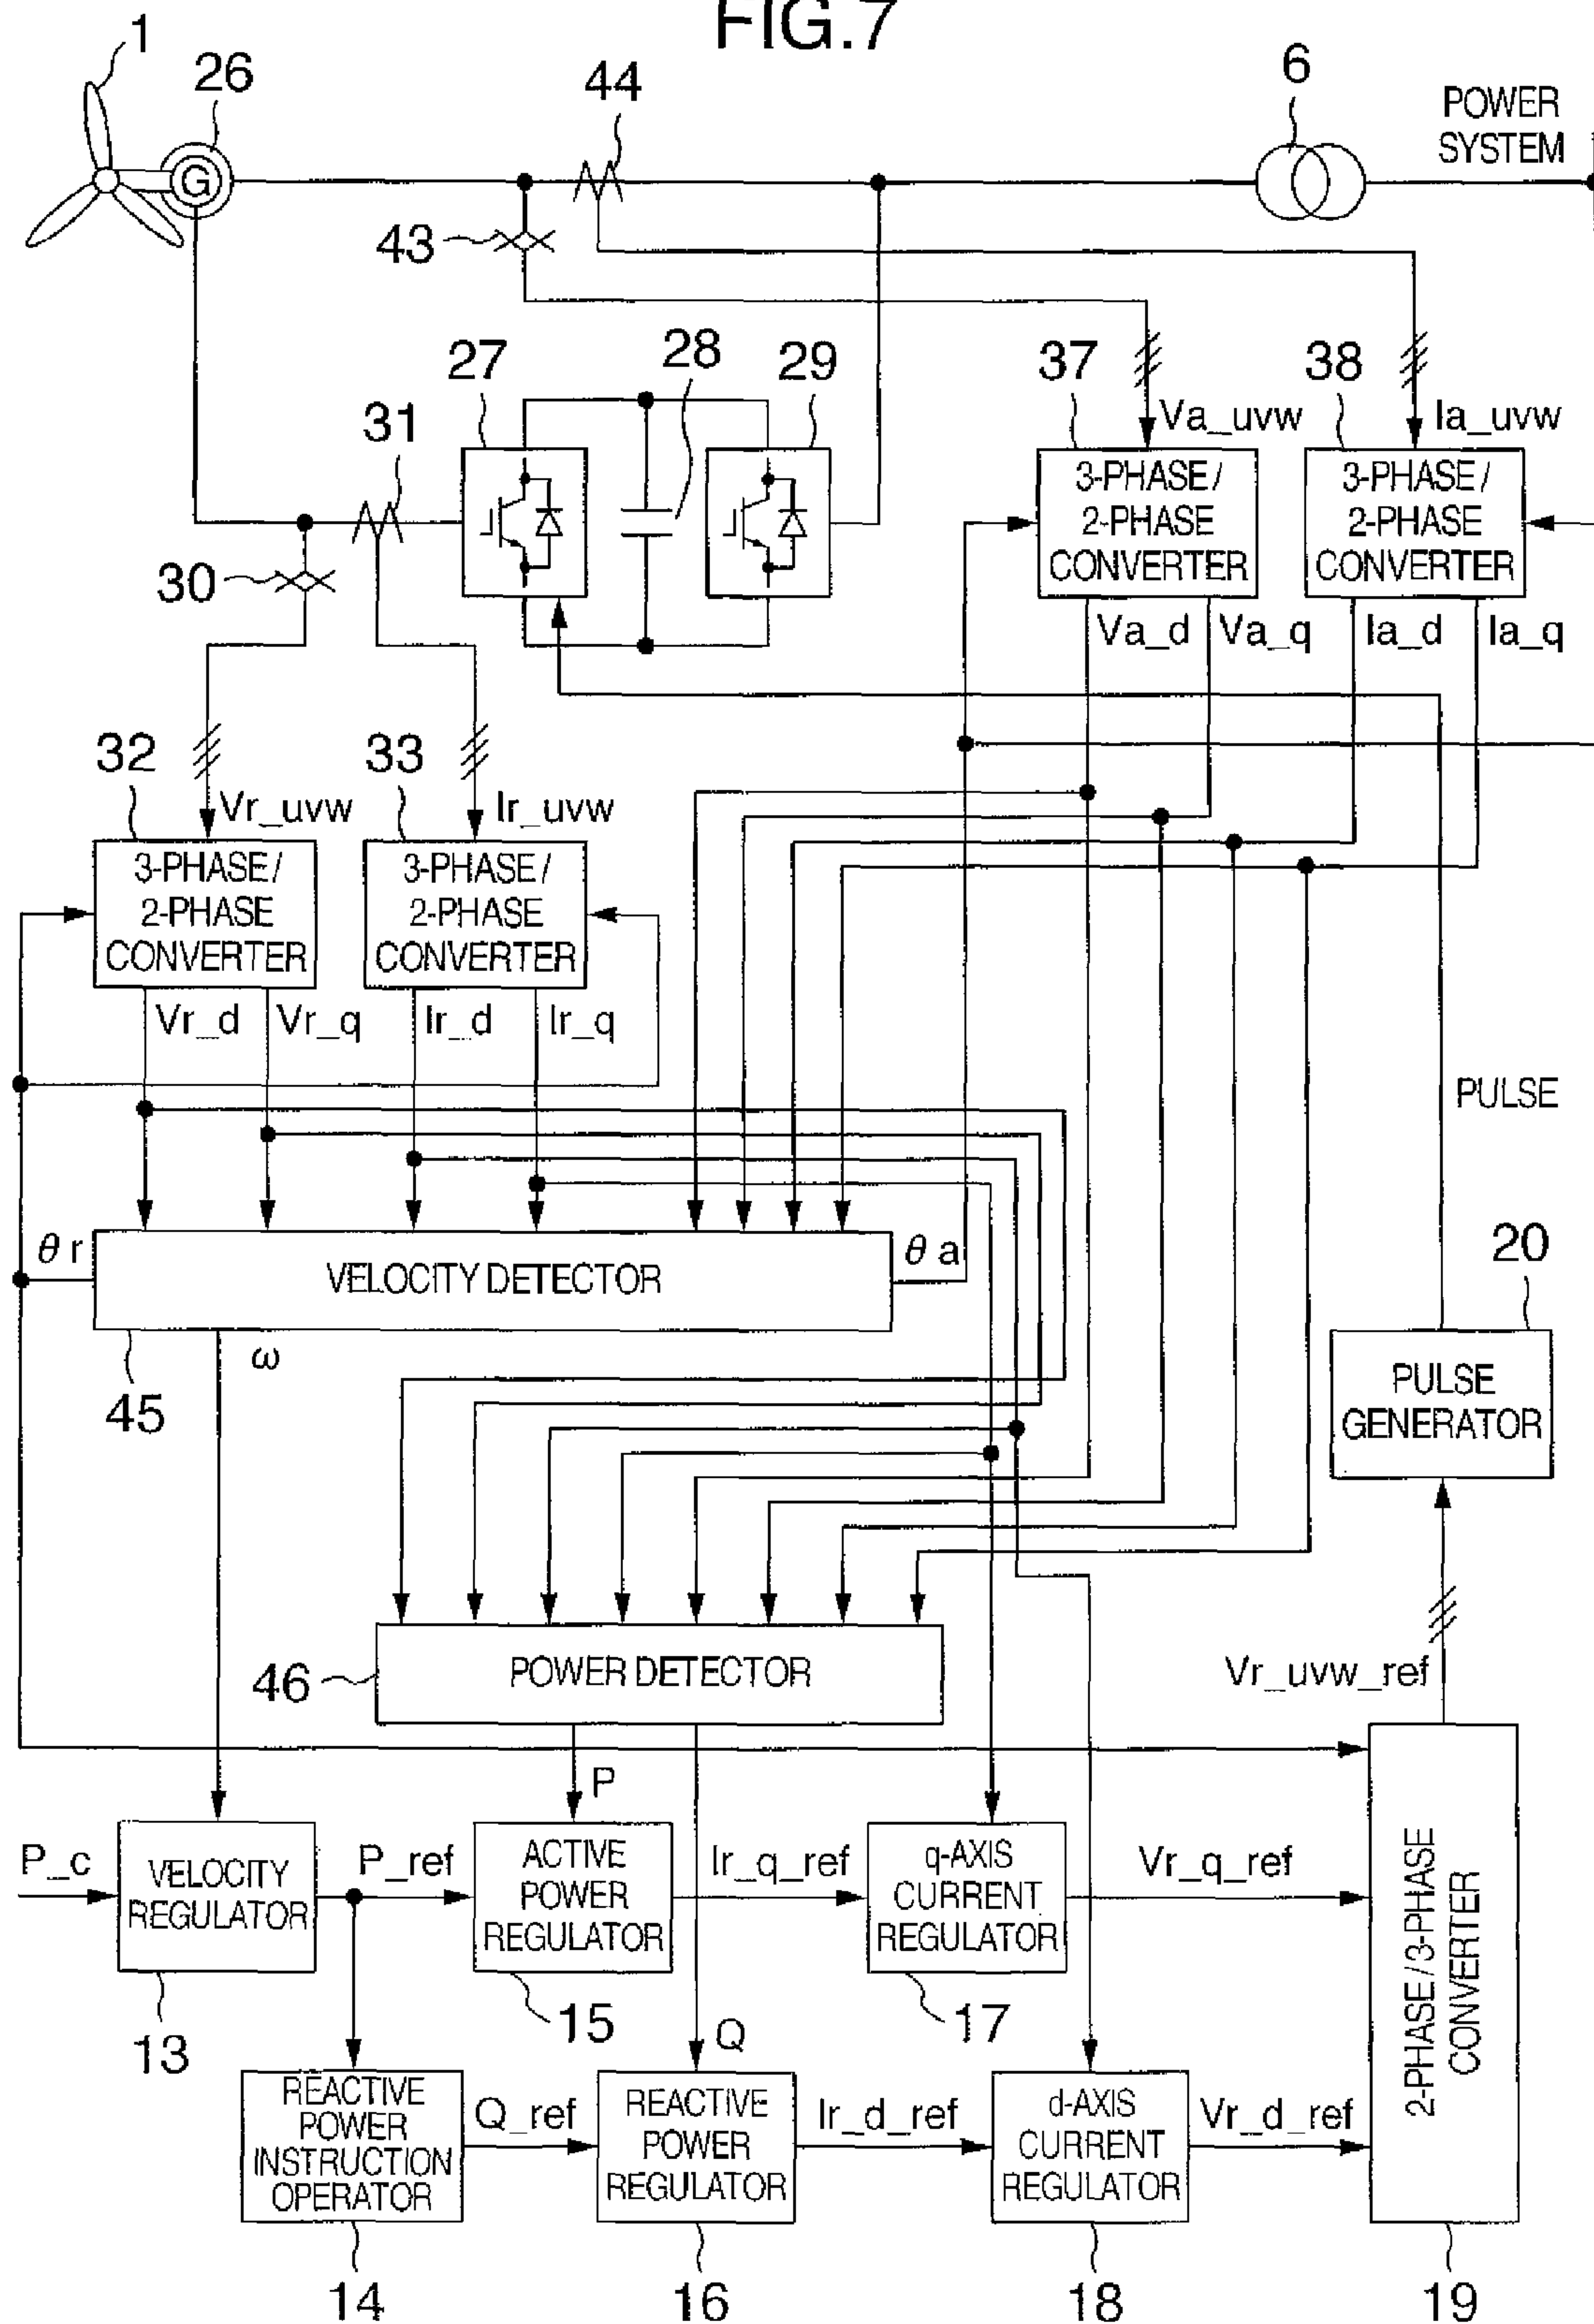 FIG.7
1
26
44
6
POWER
SYSTEM
G
43
27
28
29
37
38
31
Va_uvw
Ia_uvw
3-PHASE/
2-PHASE
CONVERTER
3-PHASE/
2-PHASE
CONVERTER
30
Va_d
Va_q
Ia_d
Ia_q
32
33
Vr_uvw
Ir_uvw
3-PHASE/
2-PHASE
CONVERTER
3-PHASE/
2-PHASE
CONVERTER
Vr_d
Vr_q
Ir_d
Ir_q
PULSE
θr
VELOCITY DETECTOR
θa
20
ω
45
PULSE
GENERATOR
46
POWER DETECTOR
Vr_uvw_ref
P
P_c
VELOCITY
REGULATOR
P_ref
ACTIVE
POWER
REGULATOR
Ir_q_ref
q-AXIS
CURRENT
REGULATOR
Vr_q_ref
2-PHASE/3-PHASE
CONVERTER
13
15
Q
17
REACTIVE
POWER
INSTRUCTION
OPERATOR
Q_ref
REACTIVE
POWER
REGULATOR
Ir_d_ref
d-AXIS
CURRENT
REGULATOR
Vr_d_ref
14
16
18
19